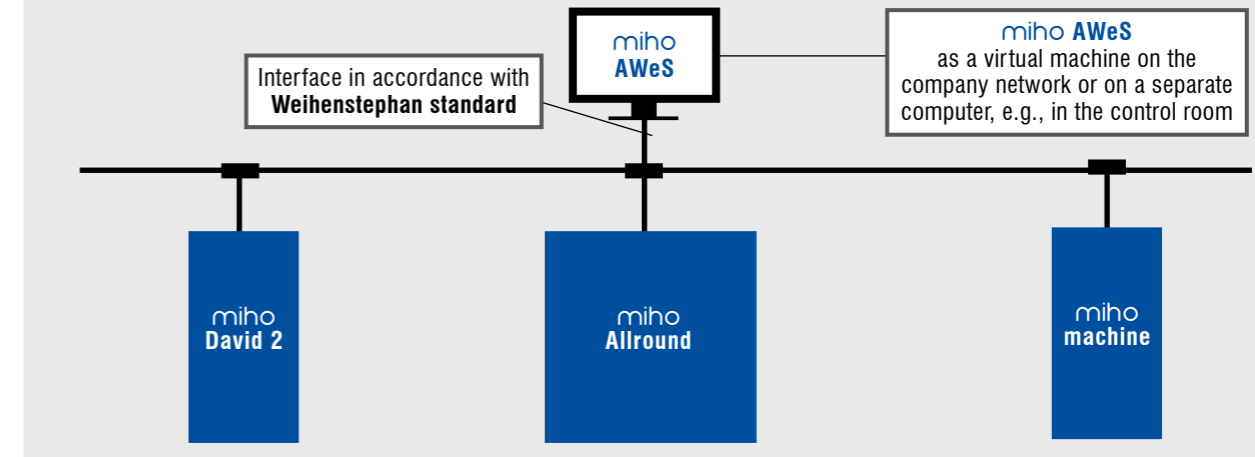 miho
AWeS
Interface in accordance with
Weihenstephan standard
miho AWeS
as a virtual machine on the
company network or on a separate
computer, e.g., in the control room
miho
David 2
miho
Allround
miho
machine